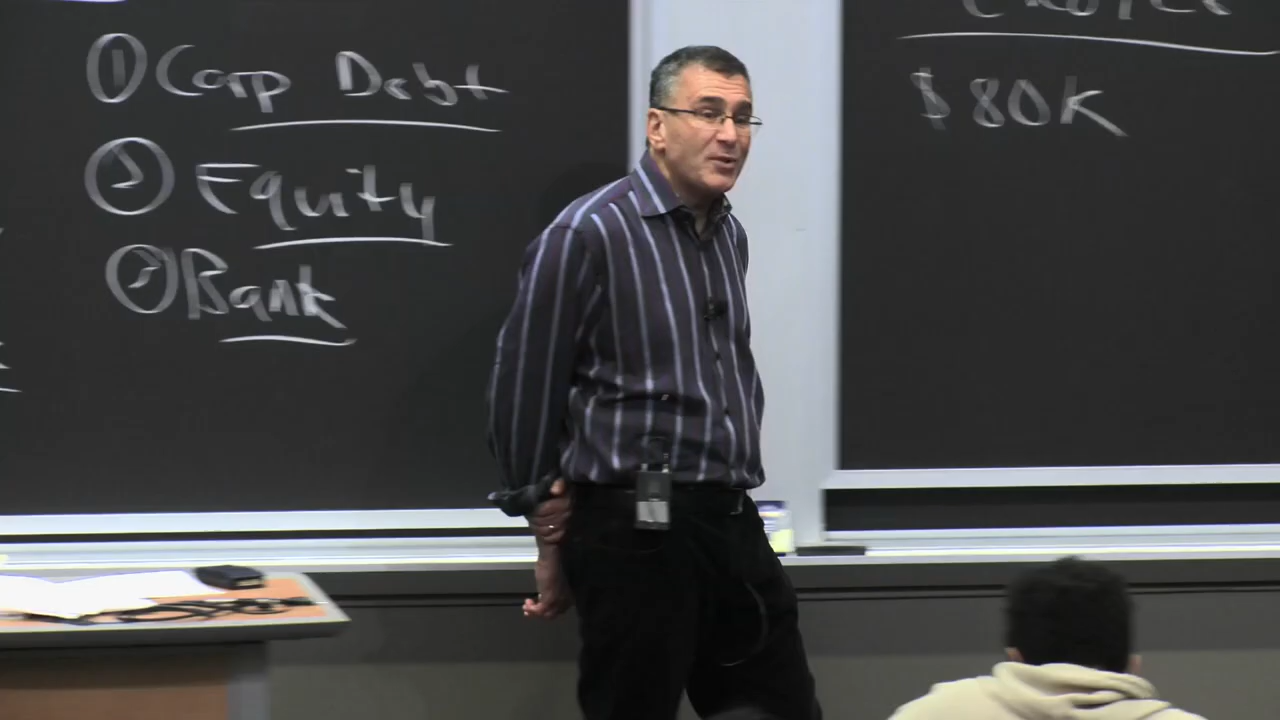 ① Corp Debt
② Equity
③ Bank
$80K